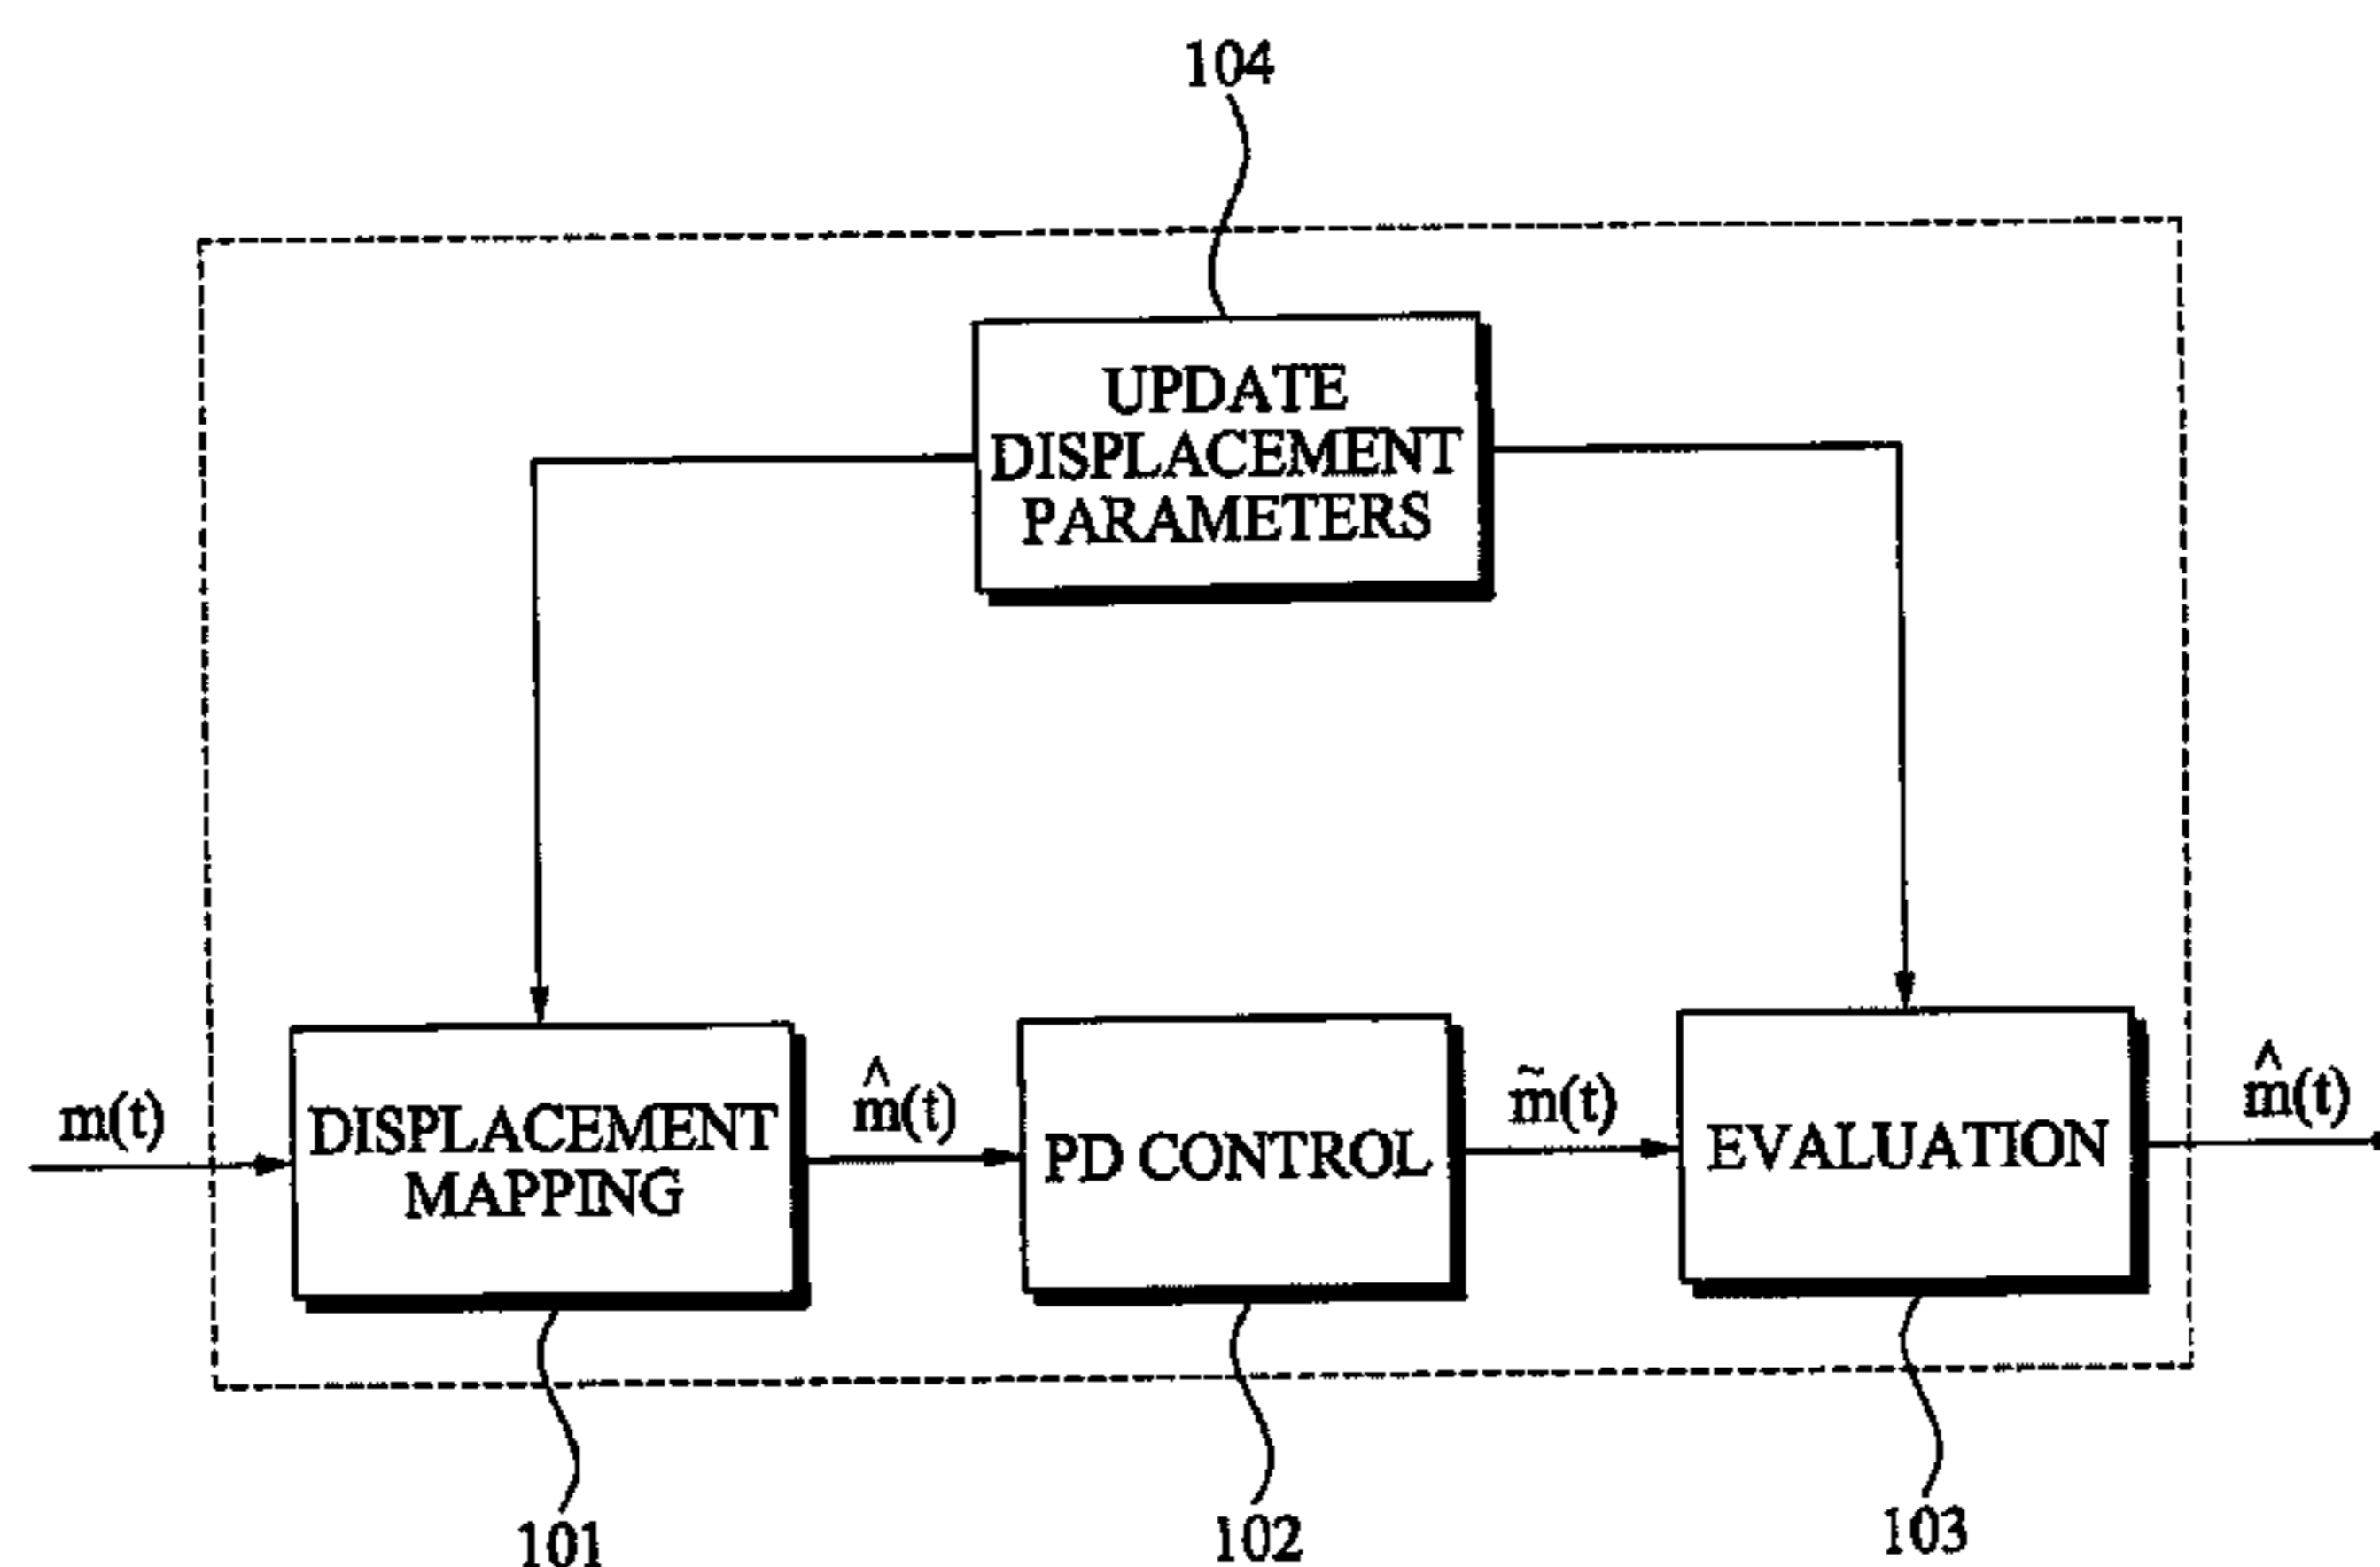 104
UPDATE
DISPLACEMENT
PARAMETERS
m(t)
DISPLACEMENT
MAPPING
m̂(t)
PD CONTROL
m̃(t)
EVALUATION
m̂(t)
101
102
103